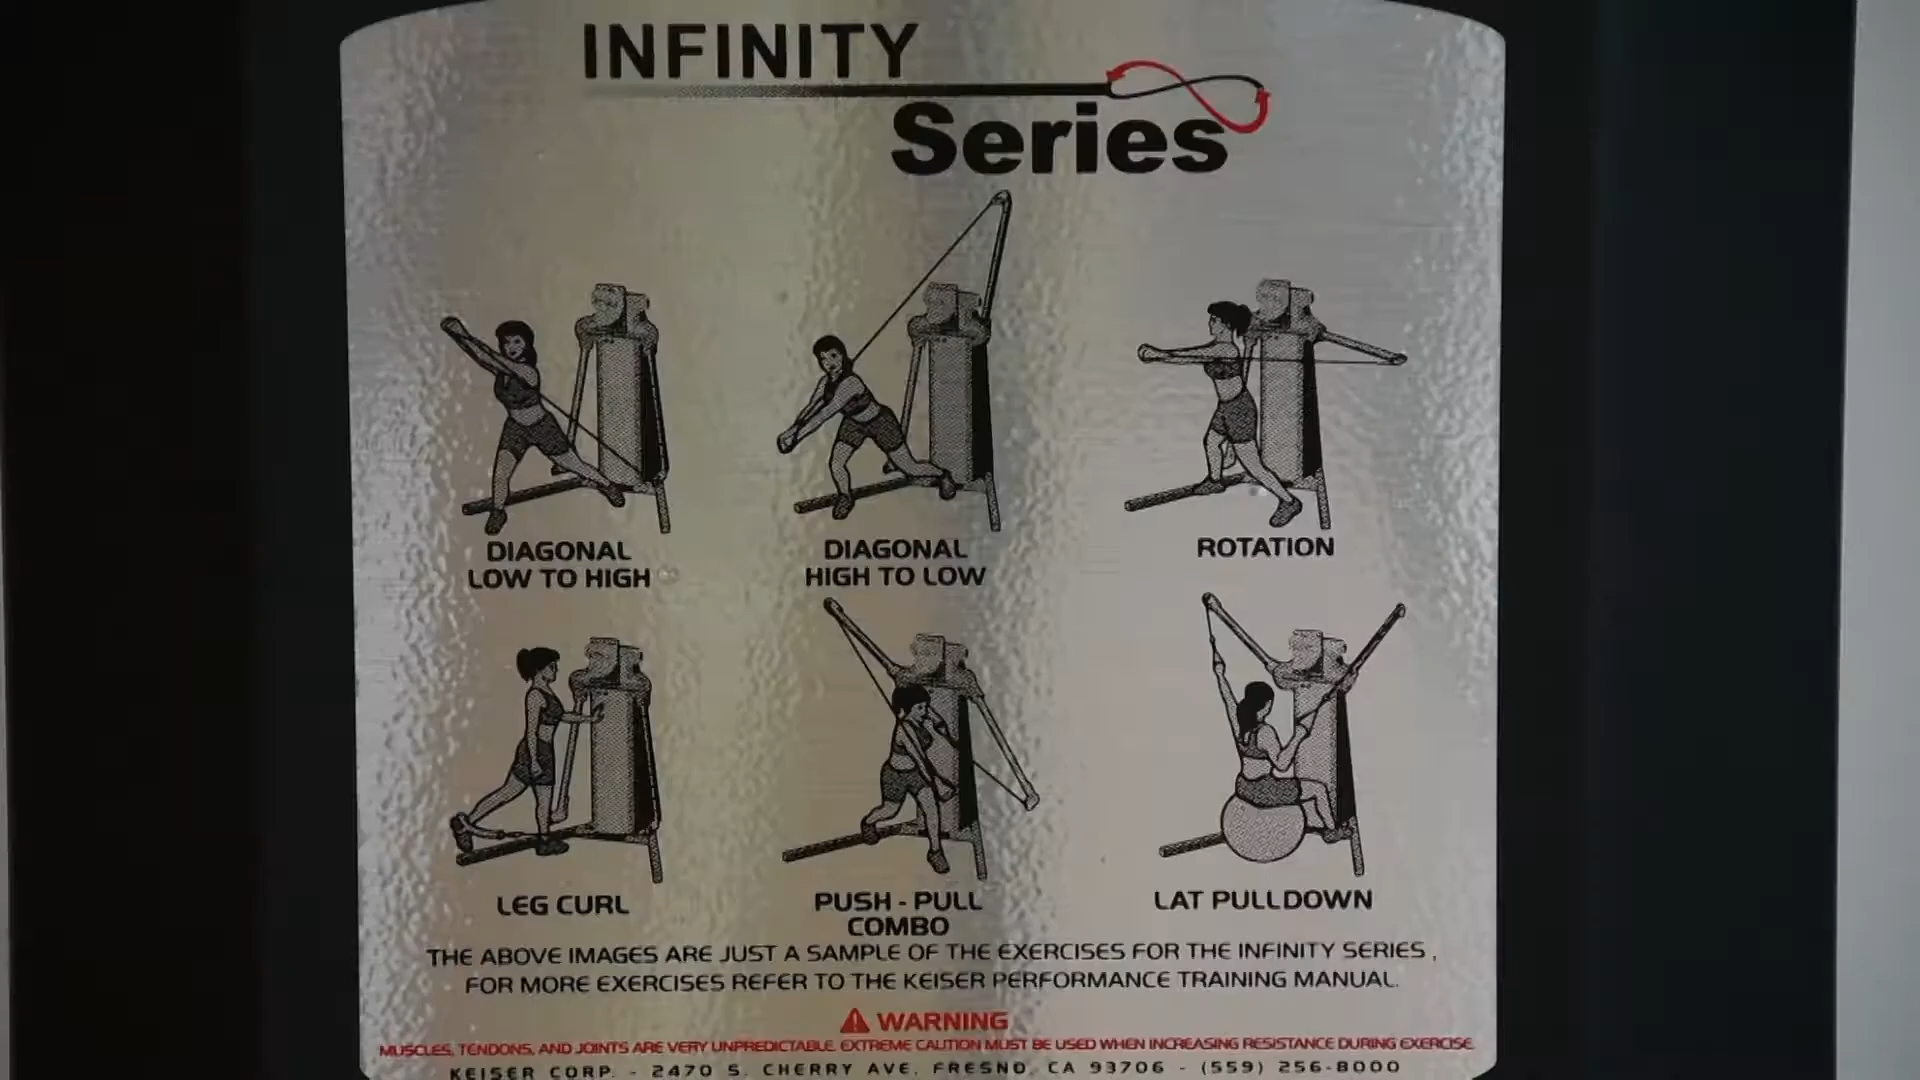 INFINITY
Series
DIAGONAL
LOW TO HIGH
DIAGONAL
HIGH TO LOW
ROTATION
LEG CURL
PUSH - PULL
COMBO
LAT PULLDOWN
THE ABOVE IMAGES ARE JUST A SAMPLE OF THE EXERCISES FOR THE INFINITY SERIES,
FOR MORE EXERCISES REFER TO THE KEISER PERFORMANCE TRAINING MANUAL.
WARNING
MUSCLES, TENDONS, AND JOINTS ARE VERY UNPREDICTABLE. EXTREME CAUTION MUST BE USED WHEN INCREASING RESISTANCE DURING EXERCISE.
KEISER CORP. - 2470 S. CHERRY AVE, FRESNO, CA 93706 - (559) 256-8000